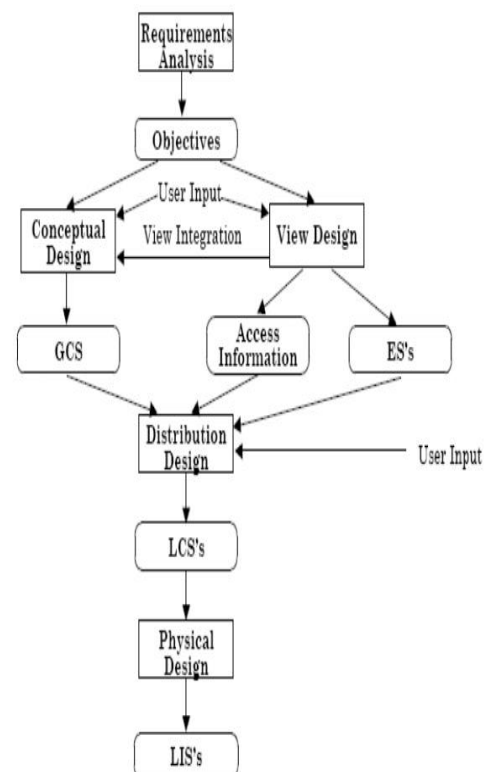 Requirements
Analysis
Objectives
User Input
Conceptual
Design
View Integration
View Design
GCS
Access
Information
ES's
Distribution
Design
User Input
LCS's
Physical
Design
LIS's